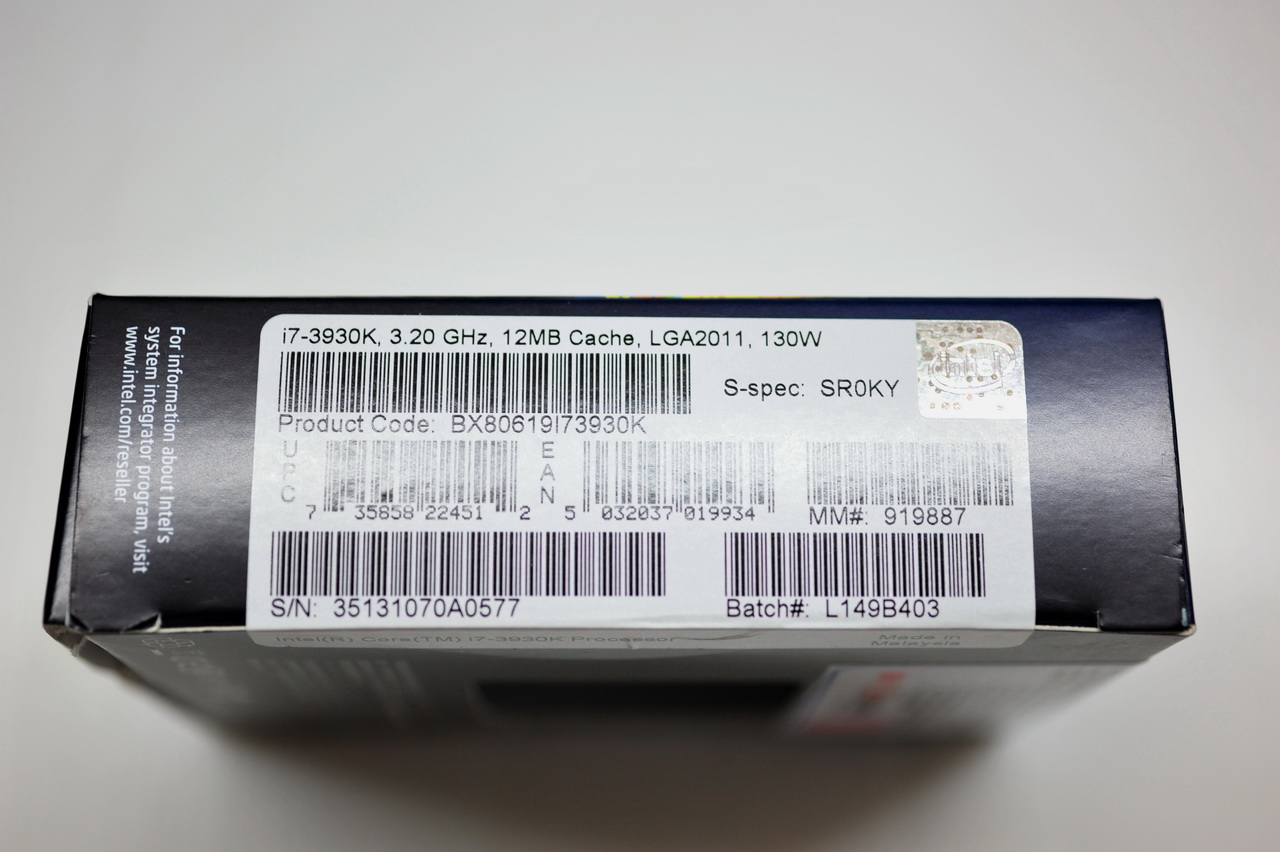 For information about Intel's
system integrator program, visit
www.intel.com/reseller
i7-3930K, 3.20 GHz, 12MB Cache, LGA2011, 130W
S-spec: SR0KY
Product Code: BX80619I73930K
UPC
7 35858 22451 2
EAN
5 032037 019934
MM#: 919887
S/N: 35131070A0577
Batch#: L149B403
Intel(R) Core(TM) i7-3930K Processor
Made in
Malaysia